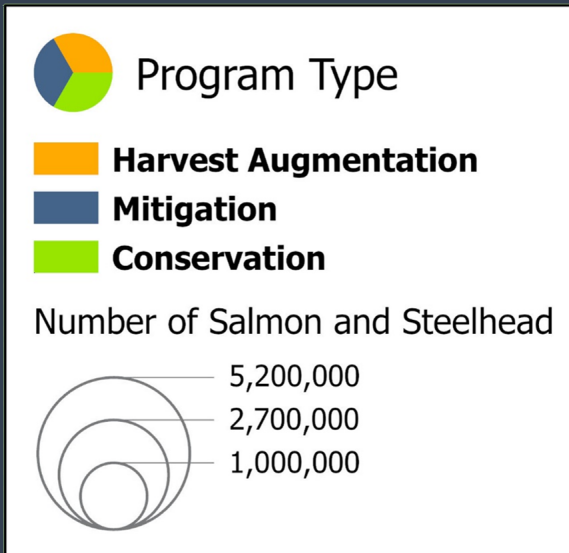 Program Type
Harvest Augmentation
Mitigation
Conservation
Number of Salmon and Steelhead
5,200,000
2,700,000
1,000,000